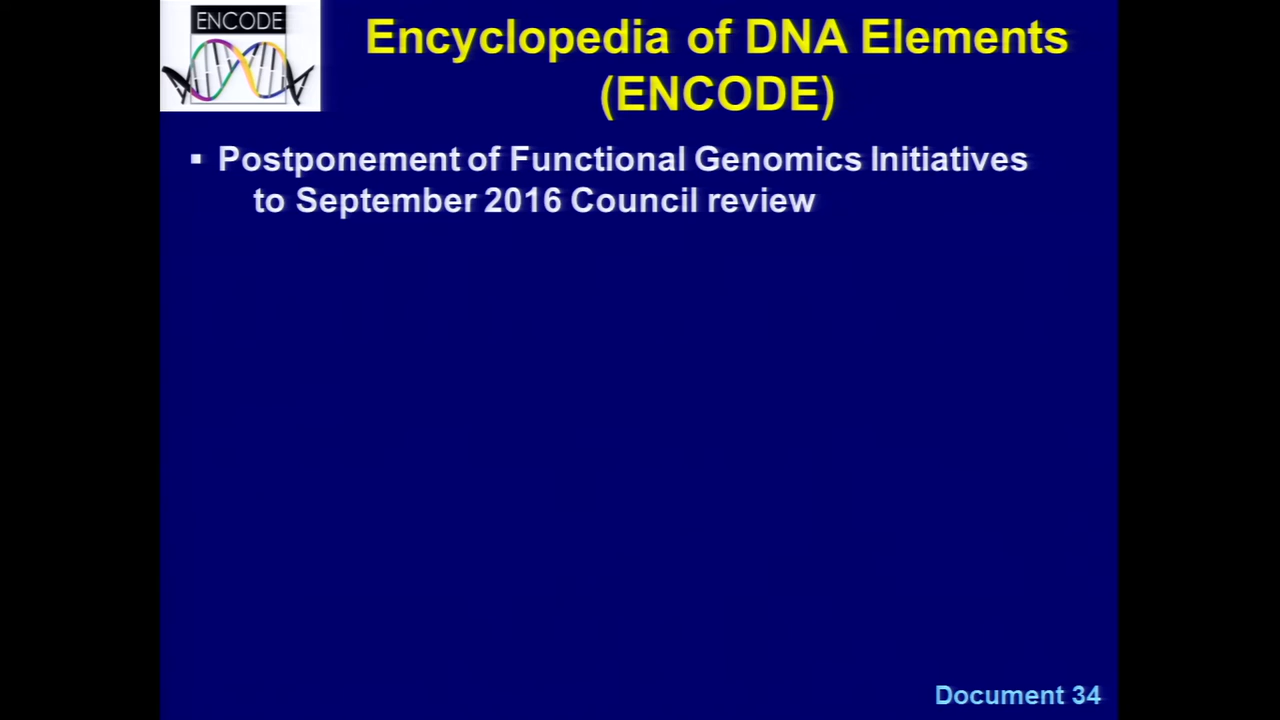 ENCODE
Encyclopedia of DNA Elements
(ENCODE)
▪ Postponement of Functional Genomics Initiatives
to September 2016 Council review
Document 34